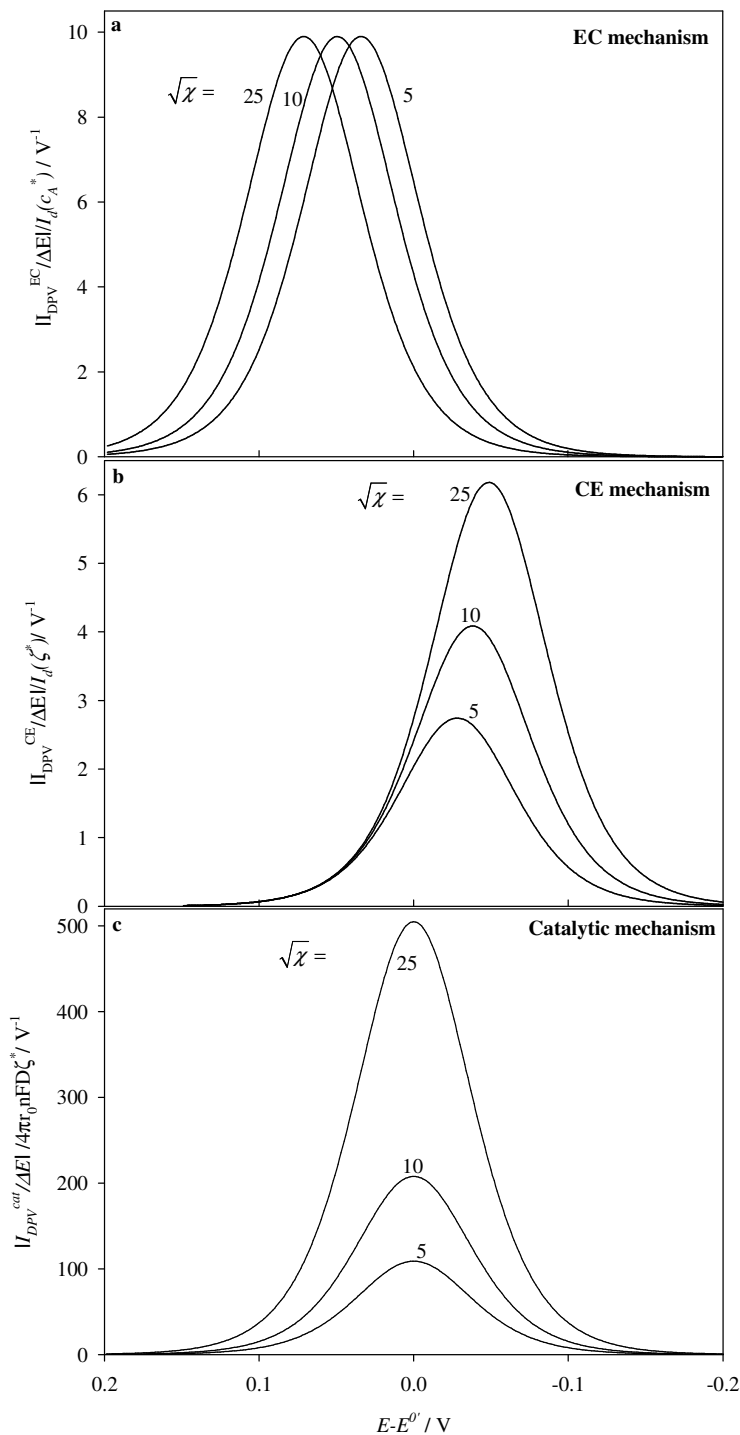 a
EC mechanism
√χ = 25 10 5
10
8
6
4
2
0
|I_DPV^EC/ΔE|/I_d(c_A^*) / V^-1
b
CE mechanism
√χ = 25
10
5
6
5
4
3
2
1
0
|I_DPV^CE/ΔE|/I_d(ζ^*)/ V^-1
c
Catalytic mechanism
√χ =
25
10
5
500
400
300
200
100
0
|I_DPV^cat/ΔE| /4πr_0nFDζ^*/ V^-1
0.2 0.1 0.0 -0.1 -0.2
E-E^0' / V